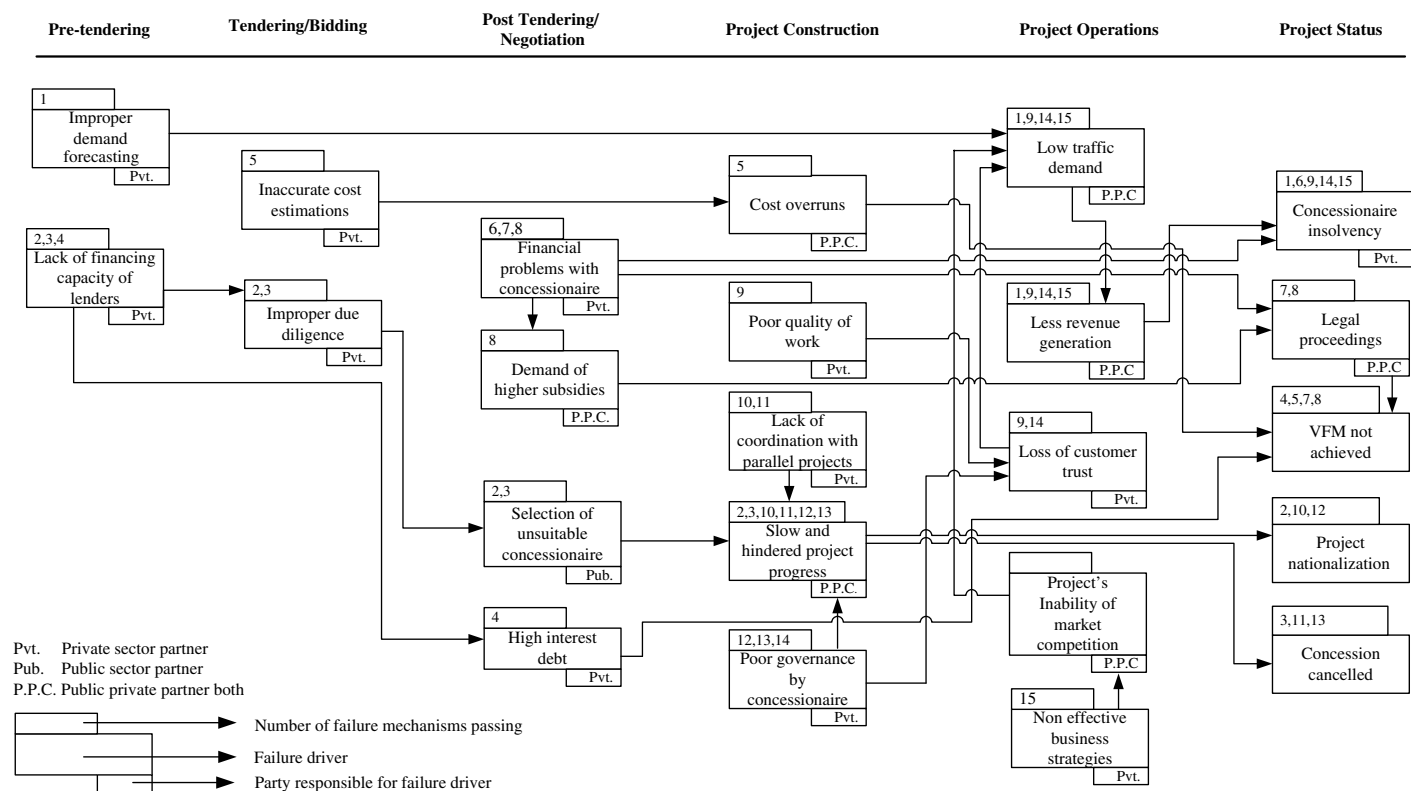 Pre-tendering
Tendering/Bidding
Post Tendering/
Negotiation
Project Construction
Project Operations
Project Status
1
Improper
demand
forecasting
Pvt.
2,3,4
Lack of financing
capacity of
lenders
Pvt.
5
Inaccurate cost
estimations
Pvt.
2,3
Improper due
diligence
Pvt.
6,7,8
Financial
problems with
concessionaire
Pvt.
8
Demand of
higher subsidies
P.P.C.
2,3
Selection of
unsuitable
concessionaire
Pub.
4
High interest
debt
Pvt.
5
Cost overruns
P.P.C.
9
Poor quality of
work
Pvt.
10,11
Lack of
coordination with
parallel projects
Pvt.
2,3,10,11,12,13
Slow and
hindered project
progress
P.P.C.
12,13,14
Poor governance
by
concessionaire
Pvt.
1,9,14,15
Low traffic
demand
P.P.C
1,9,14,15
Less revenue
generation
P.P.C
9,14
Loss of customer
trust
Pvt.
Project's
Inability of
market
competition
P.P.C
15
Non effective
business
strategies
Pvt.
1,6,9,14,15
Concessionaire
insolvency
Pvt.
7,8
Legal
proceedings
P.P.C
4,5,7,8
VFM not
achieved
2,10,12
Project
nationalization
3,11,13
Concession
cancelled
Pvt. Private sector partner
Pub. Public sector partner
P.P.C. Public private partner both
Number of failure mechanisms passing
Failure driver
Party responsible for failure driver